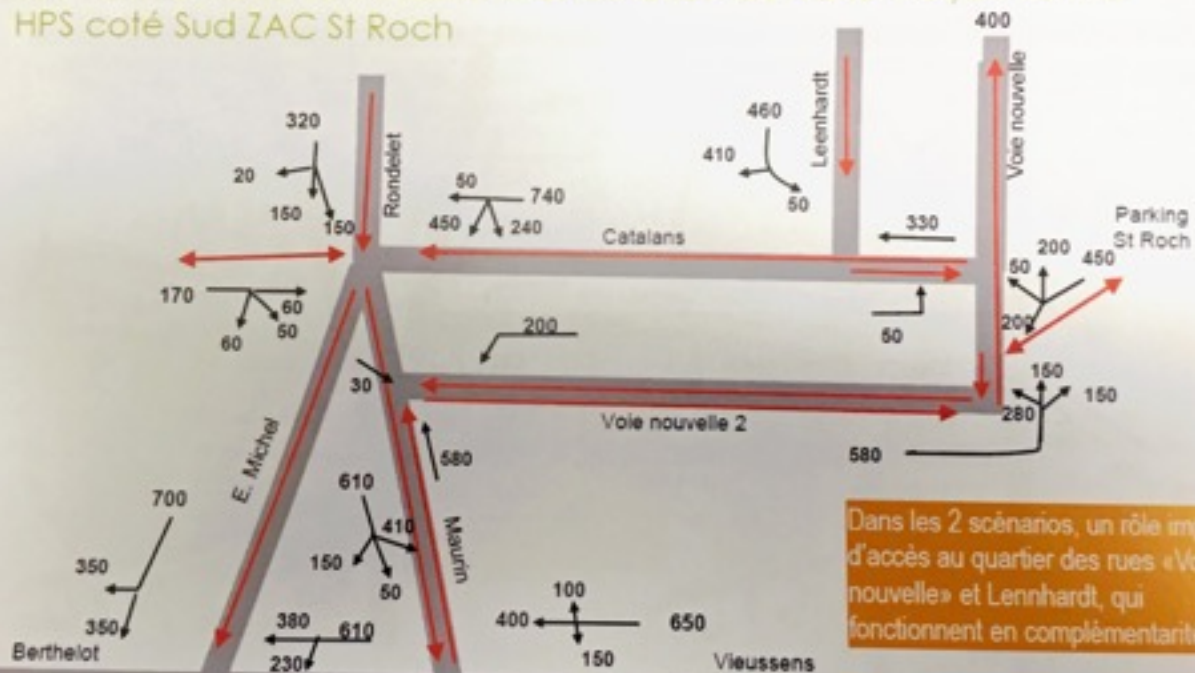 HPS coté Sud ZAC St Roch
400
320
20
150
150
Rondelet
50
740
450
240
460
410
50
Leenhardt
Voie nouvelle
330
Catalans
Parking
St Roch
200
50
450
200
170
60
50
60
50
200
30
150
150
280
Voie nouvelle 2
580
580
E. Michel
Maurin
610
410
150
50
700
350
350
Dans les 2 scénarios, un rôle
d'accès au quartier des rues
nouvelle» et Lennhardt, qui
fonctionnent en
100
400
650
150
380
610
230
Berthelot
Vieussens